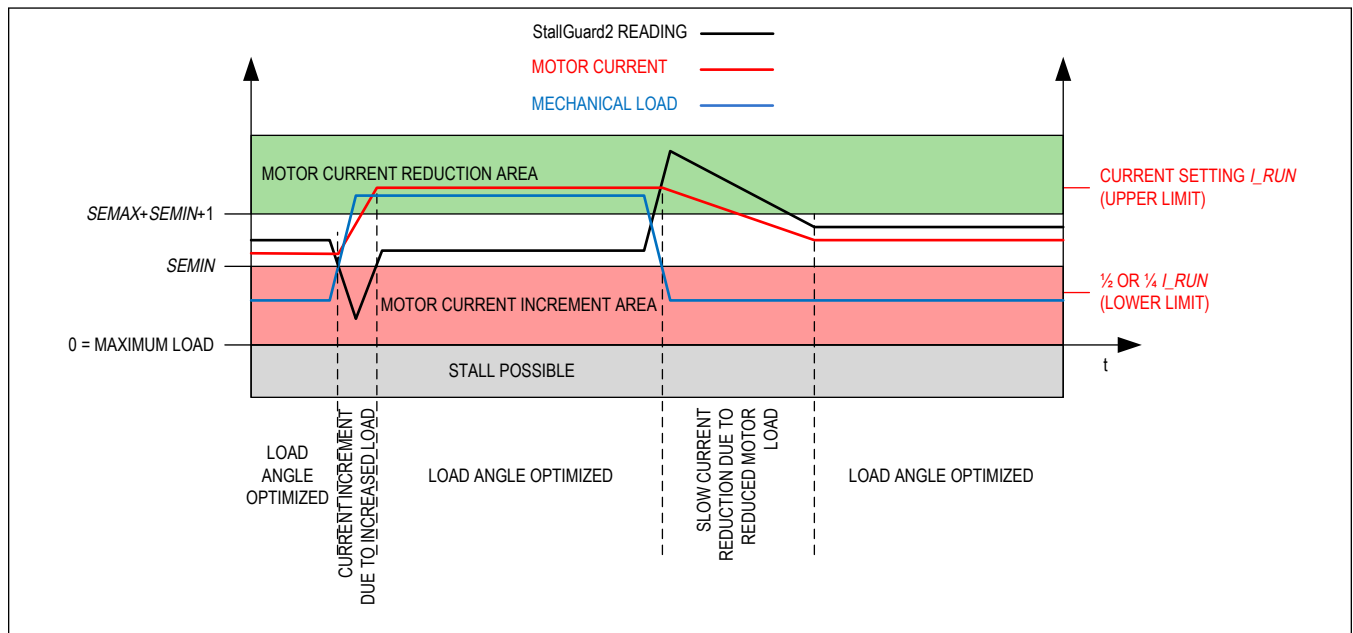 StallGuard2 READING
MOTOR CURRENT
MECHANICAL LOAD
MOTOR CURRENT REDUCTION AREA
CURRENT SETTING I_RUN
(UPPER LIMIT)
SEMAX+SEMIN+1
SEMIN
MOTOR CURRENT INCREMENT AREA
½ OR ¼ I_RUN
(LOWER LIMIT)
0 = MAXIMUM LOAD
t
STALL POSSIBLE
LOAD
ANGLE
OPTIMIZED
CURRENT INCREMENT
DUE TO INCREASED LOAD
LOAD ANGLE OPTIMIZED
SLOW CURRENT
REDUCTION DUE TO
REDUCED MOTOR
LOAD
LOAD ANGLE OPTIMIZED